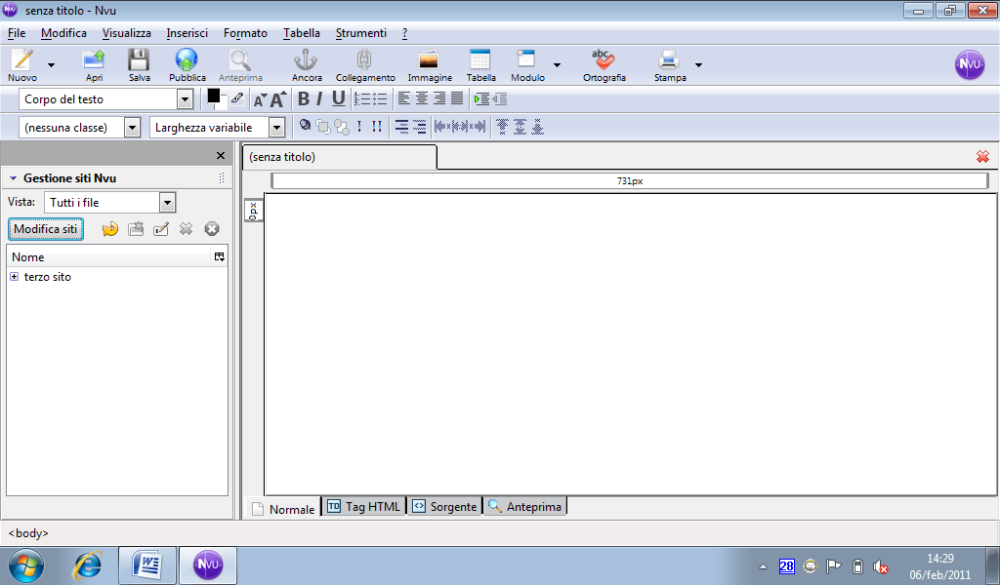 senza titolo - Nvu
File Modifica Visualizza Inserisci Formato Tabella Strumenti ?
Nuovo Apri Salva Pubblica Anteprima Ancora Collegamento Immagine Tabella Modulo Ortografia Stampa
Corpo del testo
(nessuna classe) Larghezza variabile
(senza titolo)
Gestione siti Nvu
731px
Vista: Tutti i file
0px
Modifica siti
Nome
terzo sito
Normale Tag HTML Sorgente Anteprima
<body>
28
14:29
06/feb/2011